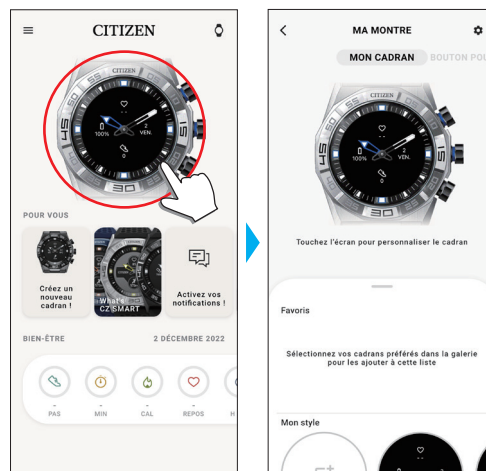 CITIZEN
CITIZEN
100%
2
VEN.
0
POUR VOUS
Créez un
nouveau
cadran !
What's
CZ SMART
Activez vos
notifications !
BIEN-ÊTRE
2 DÉCEMBRE 2022
- - - -
PAS MIN CAL REPOS H
MA MONTRE
MON CADRAN BOUTON POU
CITIZEN
100%
2
VEN.
0
Touchez l'écran pour personnaliser le cadran
Favoris
Sélectionnez vos cadrans préférés dans la galerie
pour les ajouter à cette liste
Mon style